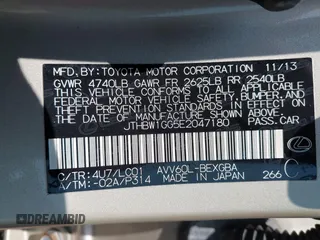 MFD.BY: TOYOTA MOTOR CORPORATION 11/13
GVWR 4740LB GAWR FR 2625LB RR 2540LB
THIS VEHICLE CONFORMS TO ALL APPLICABLE
FEDERAL MOTOR VEHICLE SAFETY, BUMPER,
AND THEFT PREVENTION STANDARDS IN
EFFECT ON THE DATE OF MANUFACTURE
SHOWN ABOVE.
JTHBW1GG5E2047180 PASS.CAR
C/TR: 4U7/LC01 AVV60L-BEXGBA
A/TM: -02A/P314 MADE IN JAPAN 266 C
© DREAMBID
DREAMBID